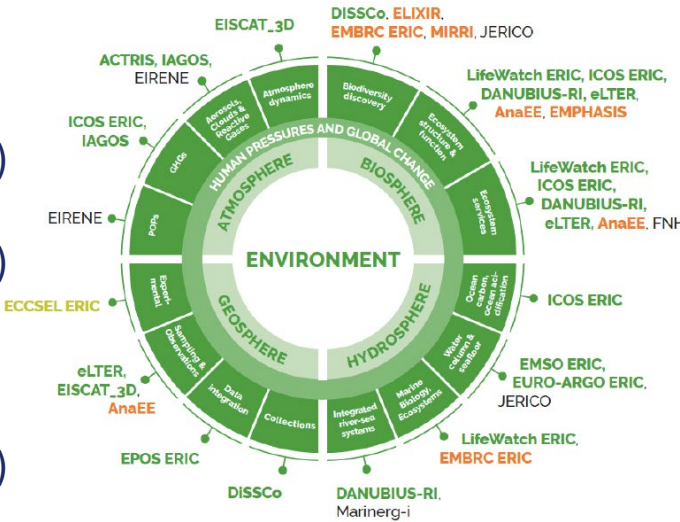 EISCAT_3D
DiSSCo, ELIXIR,
EMBRC ERIC, MIRRI, JERICO
ACTRIS, IAGOS,
EIRENE
LifeWatch ERIC, ICOS ERIC,
DANUBIUS-RI, eLTER,
AnaEE, EMPHASIS
ICOS ERIC,
IAGOS
LifeWatch ERIC,
ICOS ERIC,
DANUBIUS-RI,
eLTER, AnaEE, FNH
EIRENE
ECCSEL ERIC
ICOS ERIC
eLTER,
EISCAT_3D,
AnaEE
EMSO ERIC,
EURO-ARGO ERIC,
JERICO
EPOS ERIC
LifeWatch ERIC,
EMBRC ERIC
DiSSCo
DANUBIUS-RI,
Marinerg-i
Atmosphere
dynamics
Biodiversity
discovery
Aerosols,
Clouds &
Reactive
Gases
Ecosystem
structure &
function
GHGs
Ecosystem
services
POPs
Experi-
mental
Ocean
carbon,
ocean aci-
dification
Sampling &
Observations
Water
column &
seafloor
Data
integration
Marine
Biology,
Ecosystems
Collections
Integrated
river-sea
systems
HUMAN PRESSURES AND GLOBAL CHANGE
ATMOSPHERE
BIOSPHERE
ENVIRONMENT
GEOSPHERE
HYDROSPHERE
)
)
)